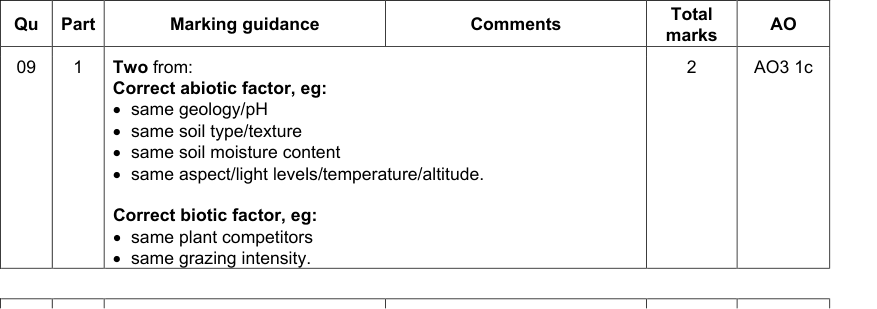 Qu Part Marking guidance Comments Total marks AO
09 1 Two from: 2 AO3 1c
Correct abiotic factor, eg:
• same geology/pH
• same soil type/texture
• same soil moisture content
• same aspect/light levels/temperature/altitude.
Correct biotic factor, eg:
• same plant competitors
• same grazing intensity.